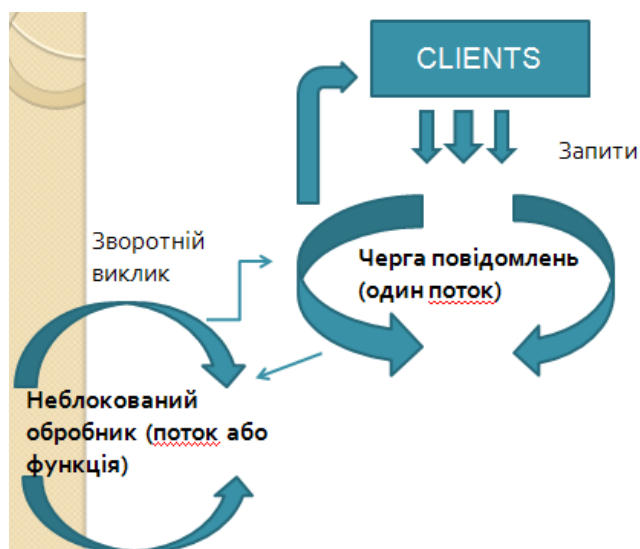 CLIENTS
Запити
Зворотній
виклик
Черга повідомлень
(один поток)
Неблокований
обробник (поток або
функція)